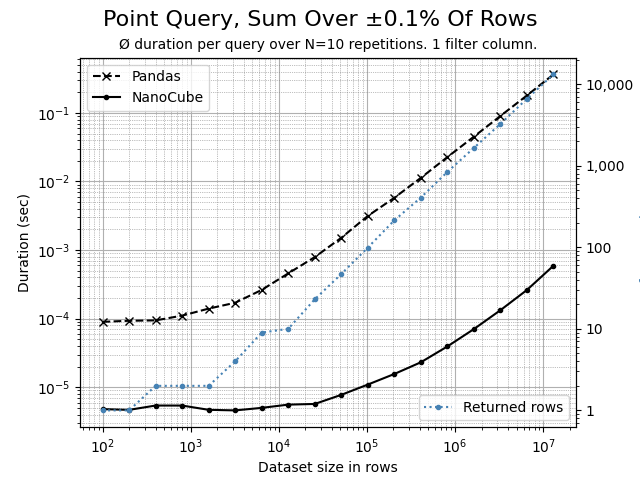 Point Query, Sum Over ±0.1% Of Rows
Ø duration per query over N=10 repetitions. 1 filter column.
Pandas
NanoCube
Returned rows
Duration (sec)
10⁻¹
10⁻²
10⁻³
10⁻⁴
10⁻⁵
10,000
1,000
100
10
1
10²
10³
10⁴
10⁵
10⁶
10⁷
Dataset size in rows